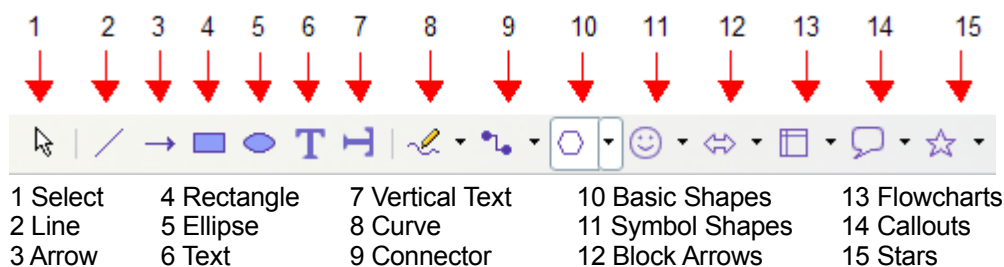 1 2 3 4 5 6 7 8 9 10 11 12 13 14 15
T T
1 Select 4 Rectangle 7 Vertical Text 10 Basic Shapes 13 Flowcharts
2 Line 5 Ellipse 8 Curve 11 Symbol Shapes 14 Callouts
3 Arrow 6 Text 9 Connector 12 Block Arrows 15 Stars